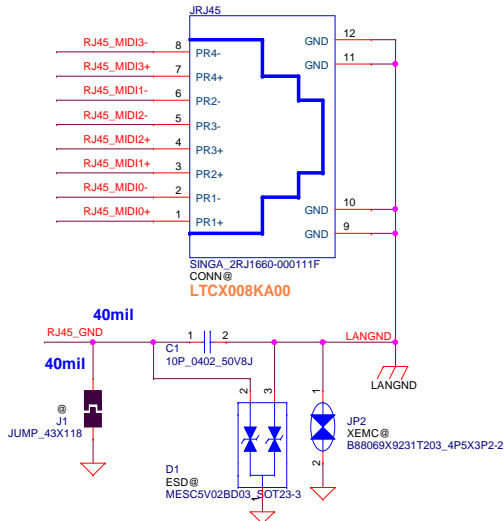 JRJ45
RJ45_MIDI3- 8 PR4- GND 12
RJ45_MIDI3+ 7 PR4+ GND 11
RJ45_MIDI1- 6 PR2-
RJ45_MIDI2- 5 PR3-
RJ45_MIDI2+ 4 PR3+
RJ45_MIDI1+ 3 PR2+
RJ45_MIDI0- 2 PR1- GND 10
RJ45_MIDI0+ 1 PR1+ GND 9
SINGA_2RJ1660-000111F
CONN@
LTCX008KA00
40mil
RJ45_GND 1 2 LANGND
C1
10P_0402_50V8J
40mil
LANGND
2 3 1
@
J1
JUMP_43X118
JP2
XEMC@
B88069X9231T203_4P5X3P2-2
2
D1
ESD@
MESC5V02BD03_SOT23-3
1